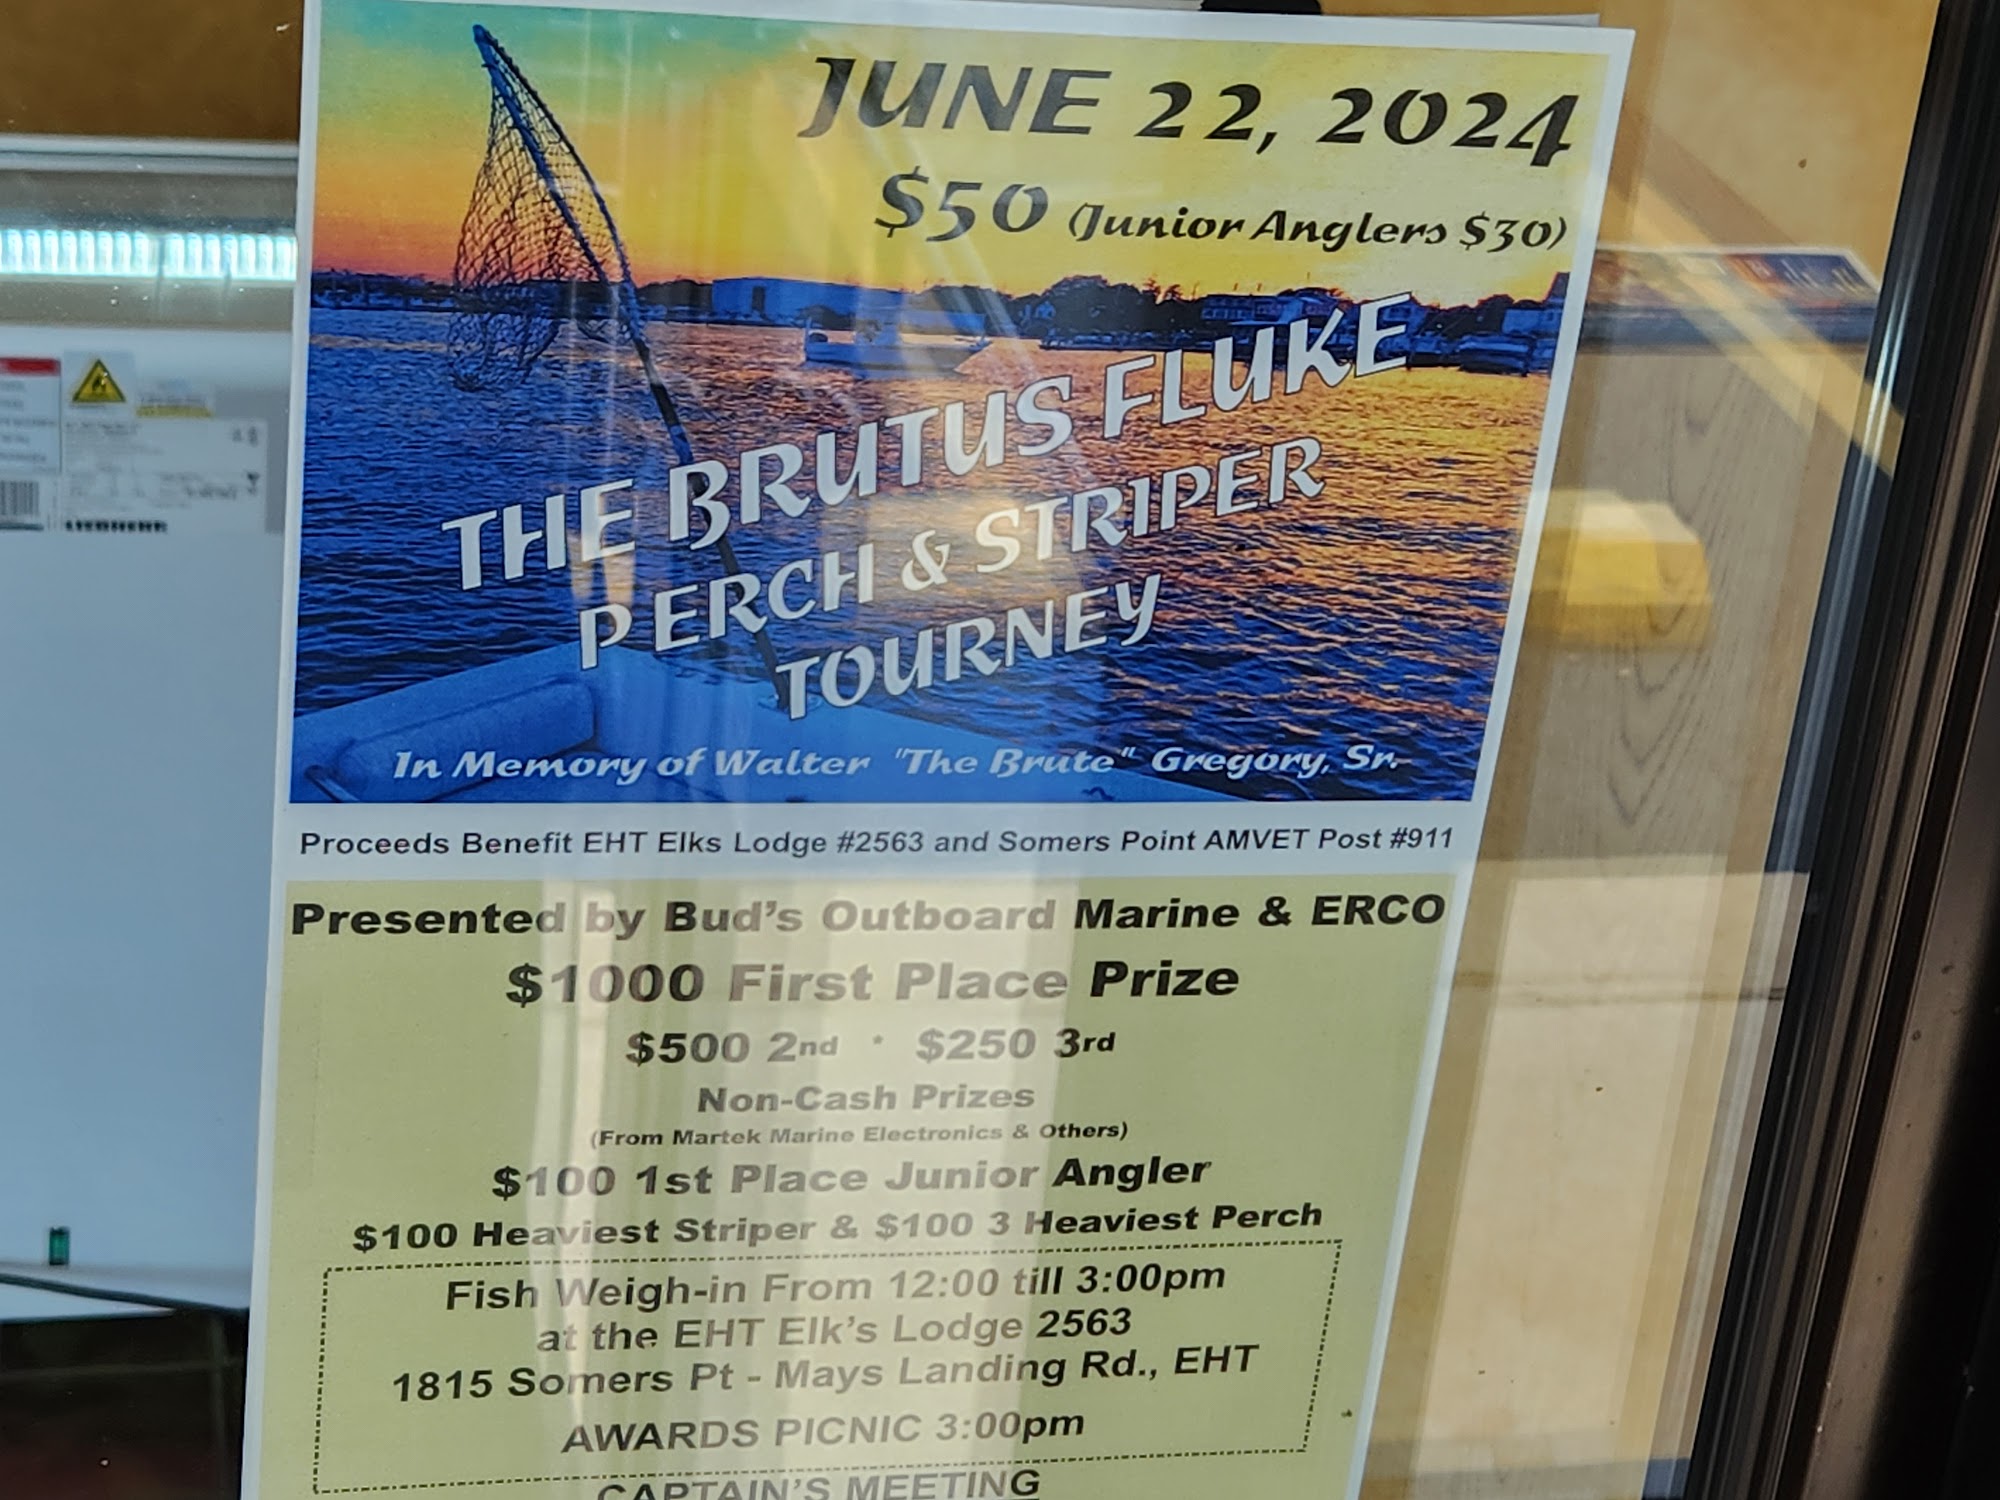 JUNE 22, 2024
$50 (Junior Anglers $30)
THE BRUTUS FLUKE
PERCH & STRIPER
TOURNEY
In Memory of Walter "The Brute" Gregory, Sr.
Proceeds Benefit EHT Elks Lodge #2563 and Somers Point AMVET Post #911
Presented by Bud's Outboard Marine & ERCO
$1000 First Place Prize
$500 2nd * $250 3rd
Non-Cash Prizes
(From Martek Marine Electronics & Others)
$100 1st Place Junior Angler
$100 Heaviest Striper & $100 3 Heaviest Perch
Fish Weigh-in From 12:00 till 3:00pm
at the EHT Elk's Lodge 2563
1815 Somers Pt - Mays Landing Rd., EHT
AWARDS PICNIC 3:00pm
CAPTAIN'S MEETING
LIEBHERR